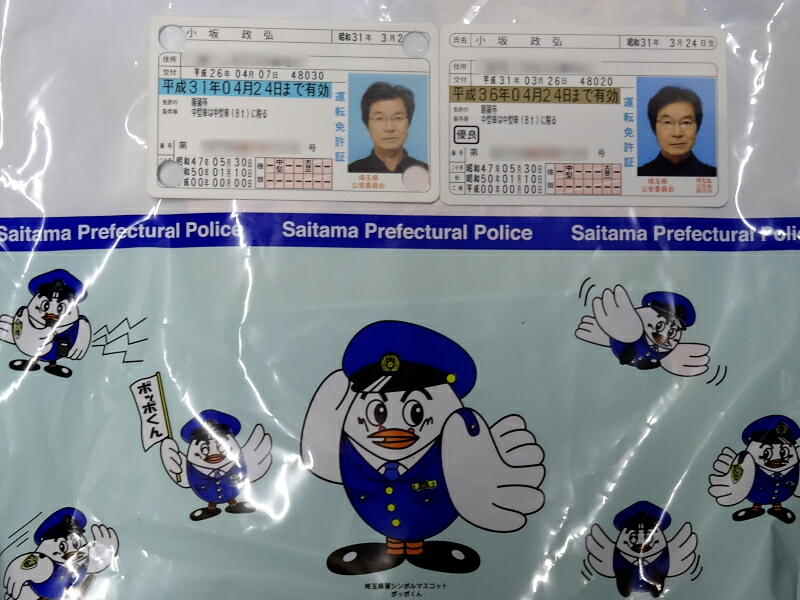 小坂 政弘
昭和31年 3月2
住所
交付 平成26年04月07日 48030
平成31年04月24日まで有効
免許の
条件等
眼鏡等
中型車は中型車(8t)に限る
番号 第 号
昭和47年05月30日
昭和50年01月10日
平成00年00月00日
種類
中型
運転免許証
埼玉県
公安委員会
氏名 小坂 政弘
昭和31年 3月24日生
住所
交付 平成31年03月26日 48020
平成36年04月24日まで有効
免許の
条件等
眼鏡等
中型車は中型車(8t)に限る
優良
番号 第 号
昭和47年05月30日
昭和50年01月10日
平成00年00月00日
種類
中型
運転免許証
埼玉県
公安委員会
Saitama Prefectural Police Saitama Prefectural Police Saitama Prefectural Police
ポッポくん
埼玉県警シンボルマスコット
ポッポくん